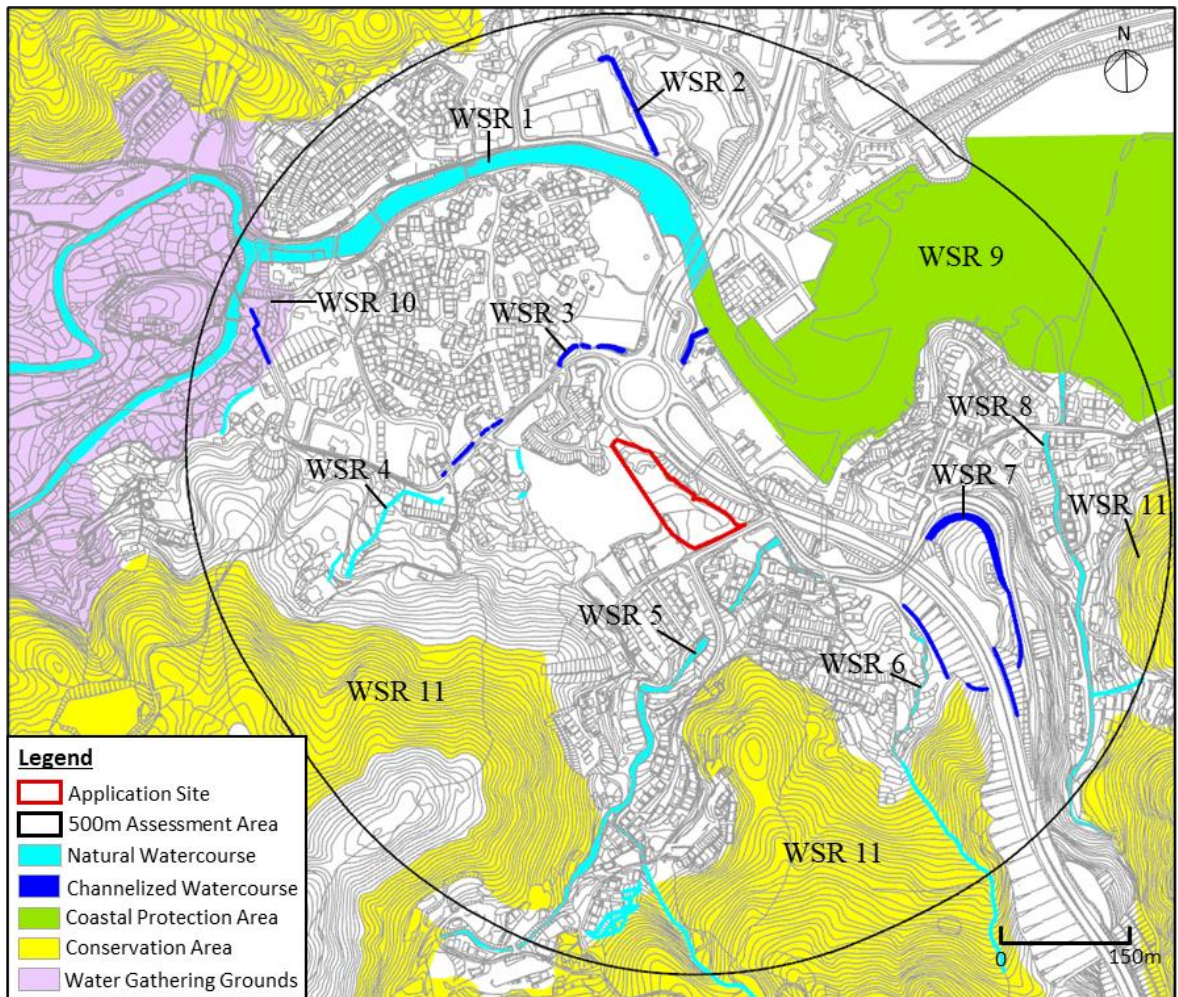 N
WSR 2
WSR 1
WSR 9
WSR 10
WSR 3
WSR 8
WSR 7
WSR 4
WSR 11
WSR 5
WSR 6
WSR 11
WSR 11
Legend
Application Site
500m Assessment Area
Natural Watercourse
Channelized Watercourse
Coastal Protection Area
Conservation Area
Water Gathering Grounds
0 150m